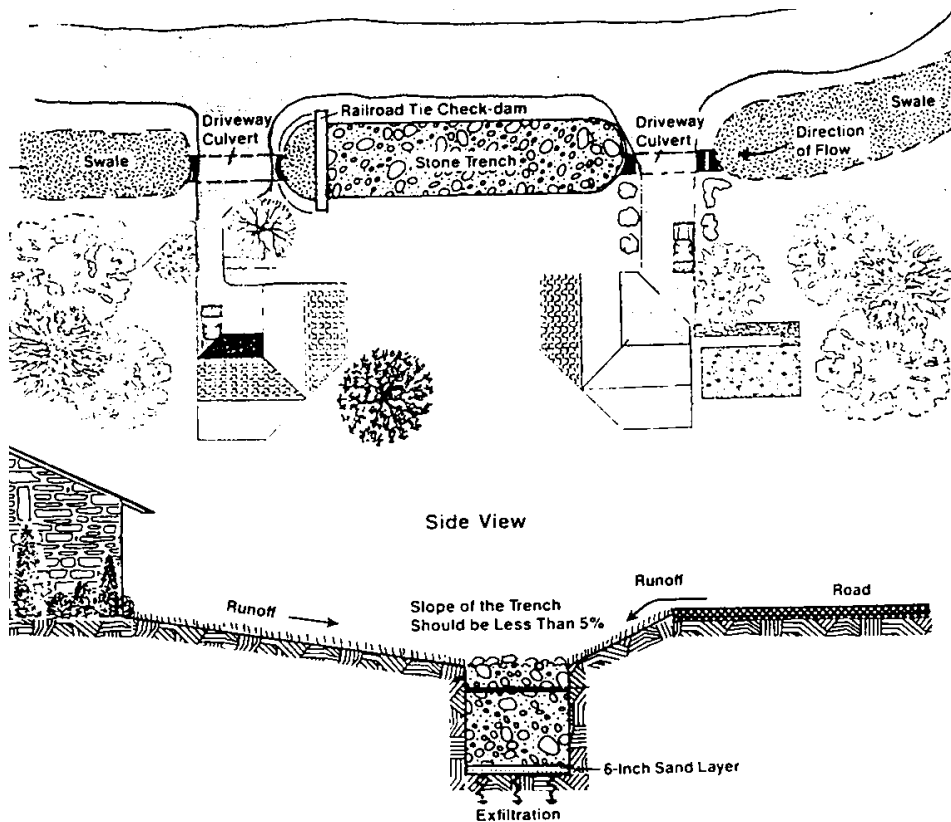 Railroad Tie Check-dam
Driveway
Culvert
Driveway
Culvert
Swale
Swale
Stone Trench
Direction
of Flow
Side View
Runoff
Slope of the Trench
Should be Less Than 5%
Runoff
Road
6-Inch Sand Layer
Exfiltration